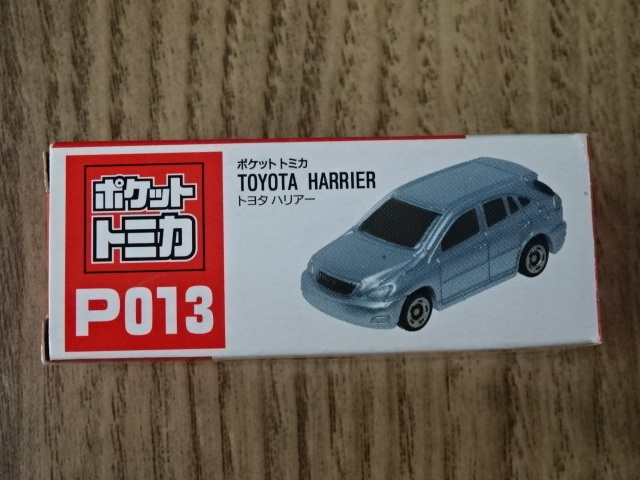 ポケット
トミカ
P013
ポケットトミカ
TOYOTA HARRIER
トヨタ ハリアー